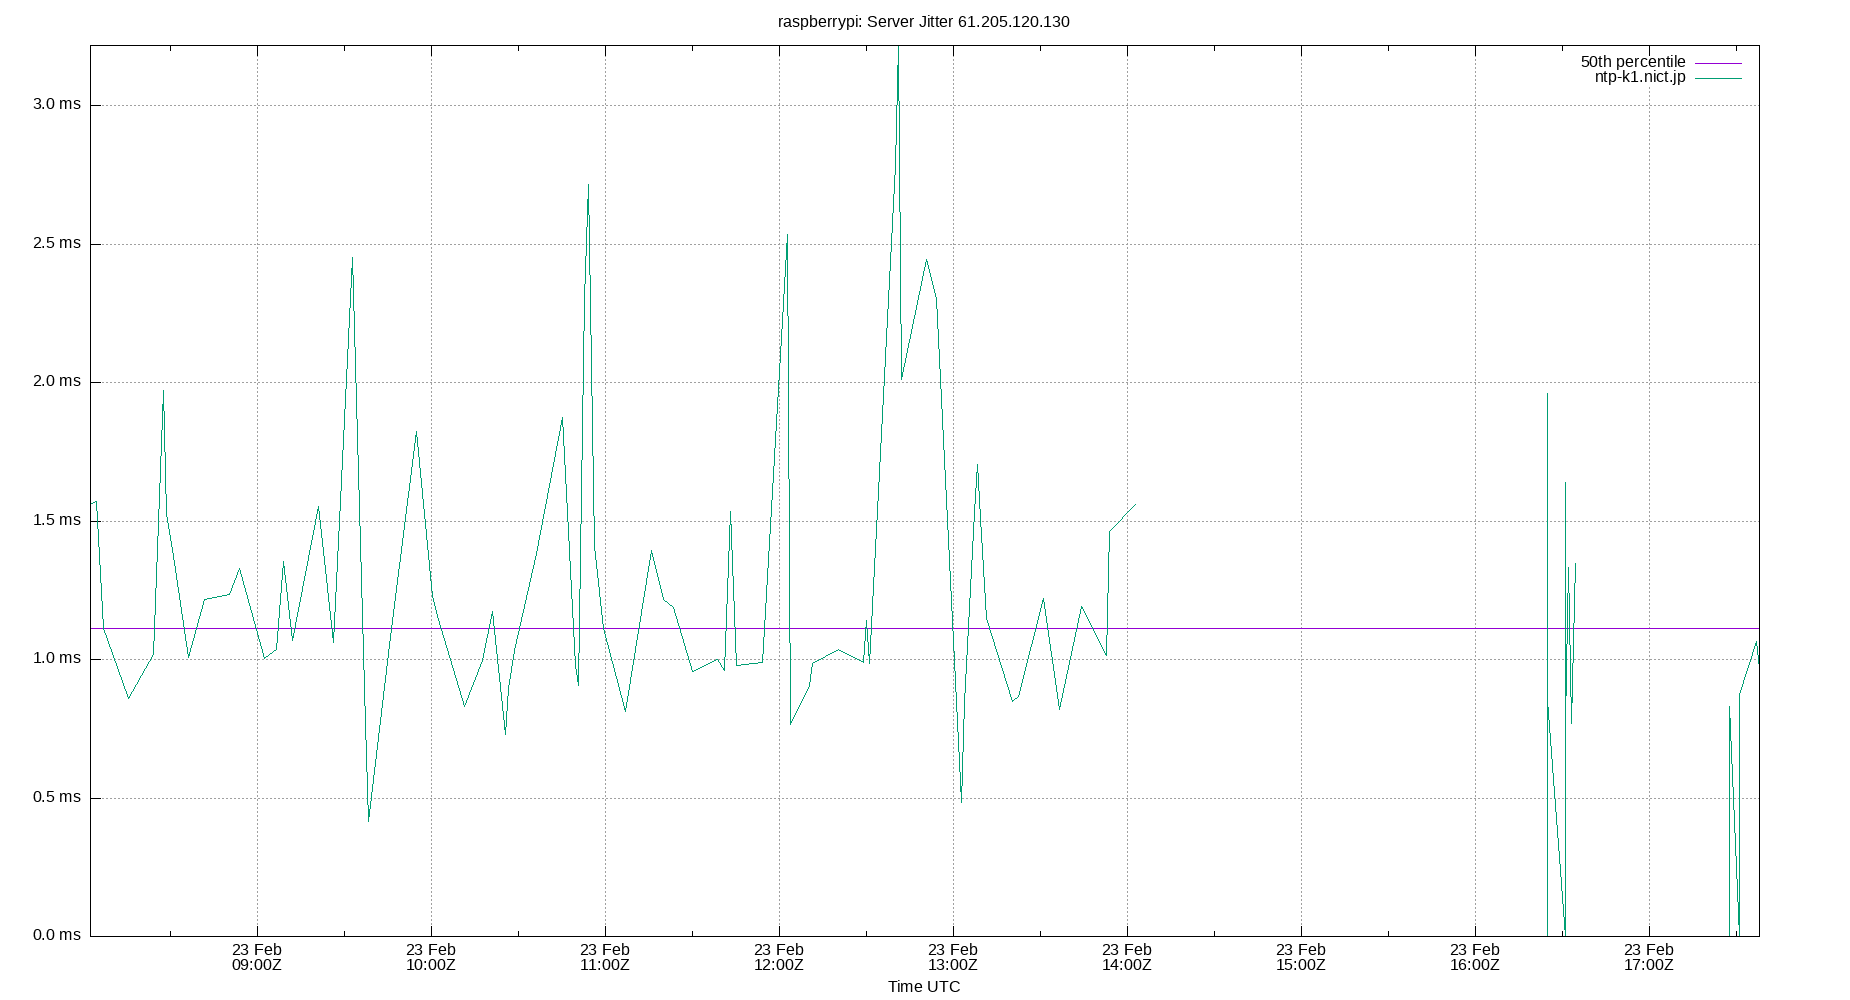 raspberrypi: Server Jitter 61.205.120.130
50th percentile
ntp-k1.nict.jp
3.0 ms
2.5 ms
2.0 ms
1.5 ms
1.0 ms
0.5 ms
0.0 ms
23 Feb 23 Feb 23 Feb 23 Feb 23 Feb 23 Feb 23 Feb 23 Feb 23 Feb
09:00Z 10:00Z 11:00Z 12:00Z 13:00Z 14:00Z 15:00Z 16:00Z 17:00Z
Time UTC